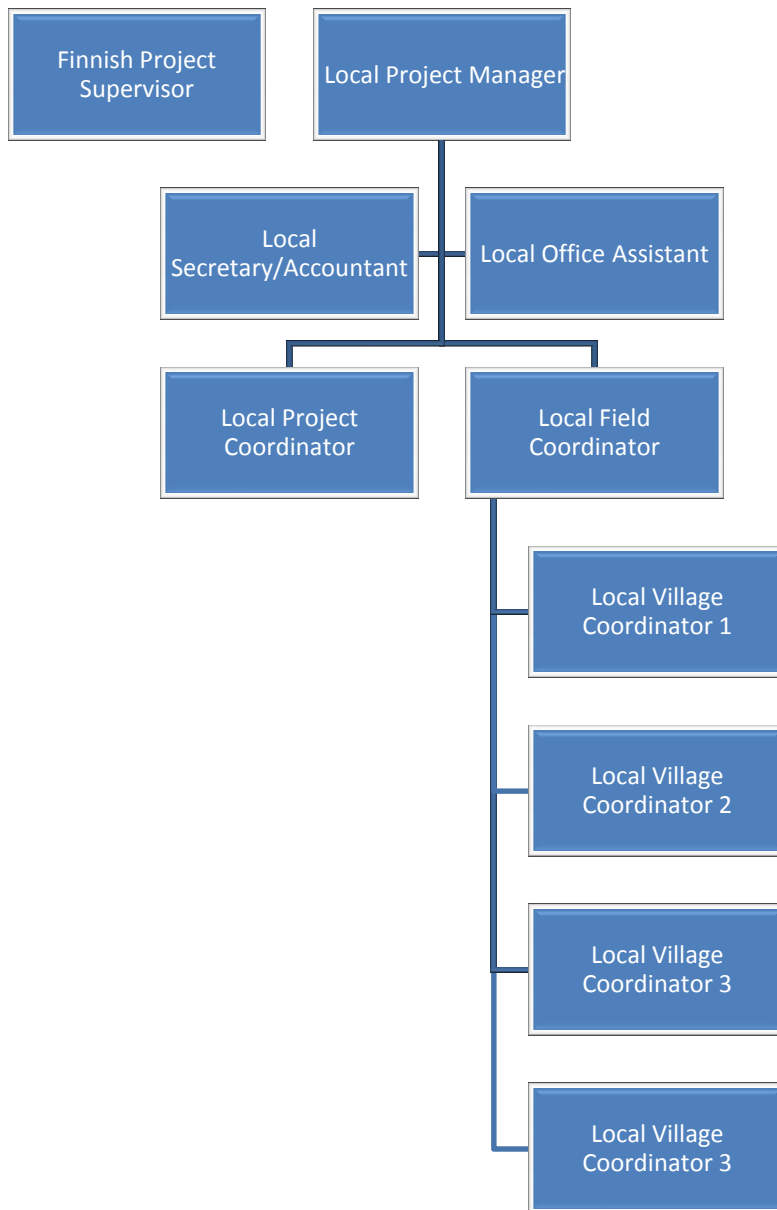 Finnish Project
Supervisor
Local Project Manager
Local
Secretary/Accountant
Local Office Assistant
Local Project
Coordinator
Local Field
Coordinator
Local Village
Coordinator 1
Local Village
Coordinator 2
Local Village
Coordinator 3
Local Village
Coordinator 3